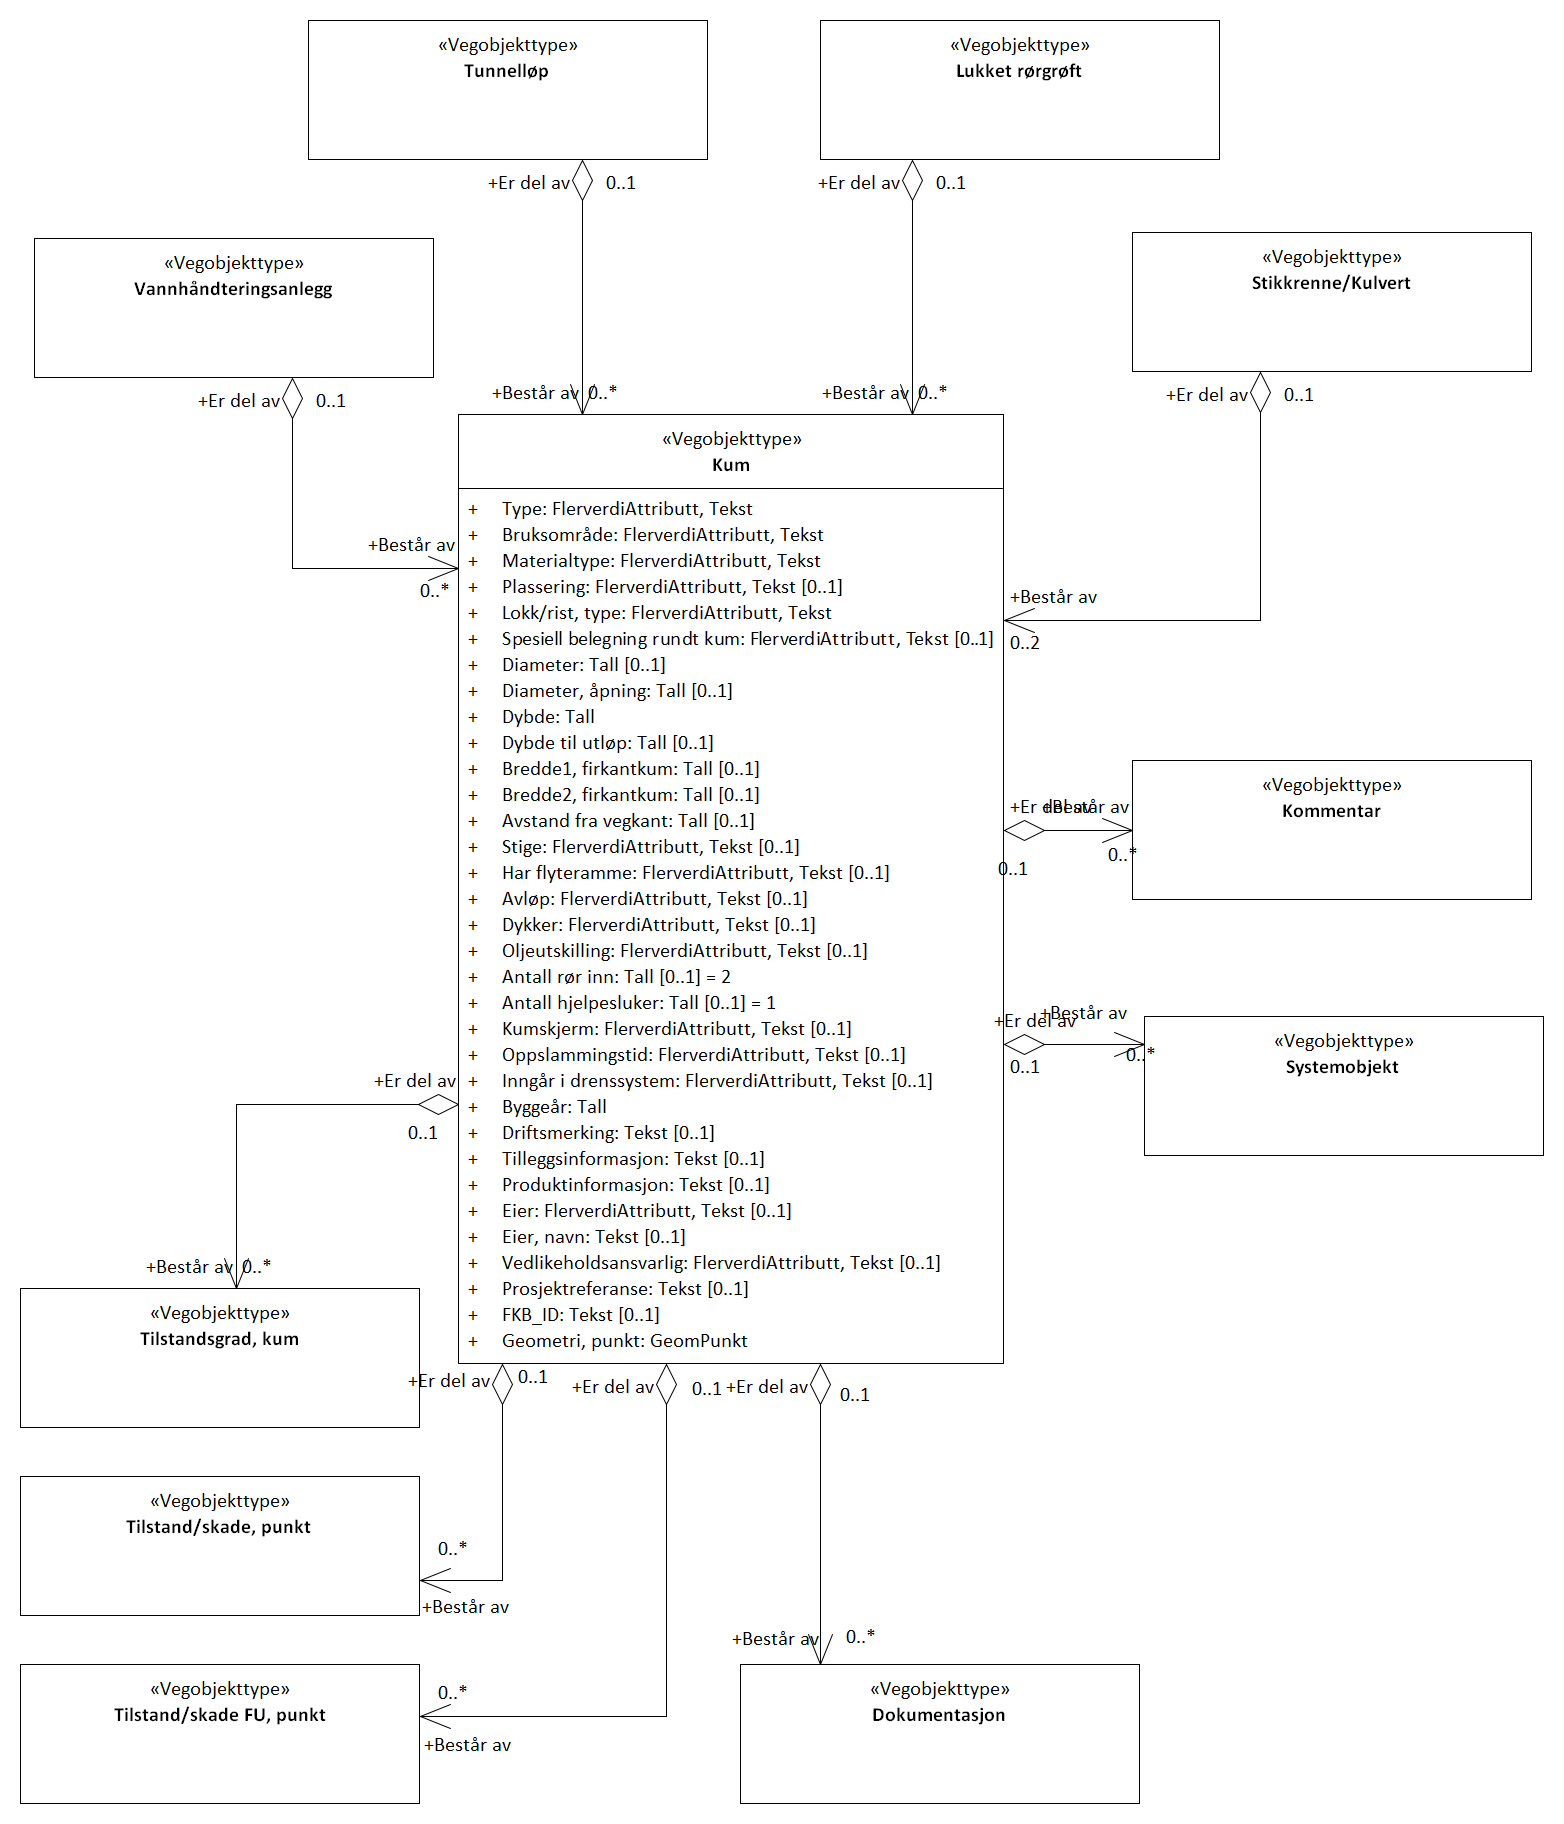 «Vegobjekttype»
Tunnelløp
«Vegobjekttype»
Lukket rørgrøft
+Er del av 0..1
+Er del av 0..1
«Vegobjekttype»
Vannhåndteringsanlegg
«Vegobjekttype»
Stikkrenne/Kulvert
+Er del av 0..1
+Er del av 0..1
+Består av 0..*
+Består av 0..*
+Består av
0..*
+Består av
0..2
«Vegobjekttype»
Kum
+ Type: FlerverdiAttributt, Tekst
+ Bruksområde: FlerverdiAttributt, Tekst
+ Materialtype: FlerverdiAttributt, Tekst
+ Plassering: FlerverdiAttributt, Tekst [0..1]
+ Lokk/rist, type: FlerverdiAttributt, Tekst
+ Spesiell belegning rundt kum: FlerverdiAttributt, Tekst [0..1]
+ Diameter: Tall [0..1]
+ Diameter, åpning: Tall [0..1]
+ Dybde: Tall
+ Dybde til utløp: Tall [0..1]
+ Bredde1, firkantkum: Tall [0..1]
+ Bredde2, firkantkum: Tall [0..1]
+ Avstand fra vegkant: Tall [0..1]
+ Stige: FlerverdiAttributt, Tekst [0..1]
+ Har flyteramme: FlerverdiAttributt, Tekst [0..1]
+ Avløp: FlerverdiAttributt, Tekst [0..1]
+ Dykker: FlerverdiAttributt, Tekst [0..1]
+ Oljeutskilling: FlerverdiAttributt, Tekst [0..1]
+ Antall rør inn: Tall [0..1] = 2
+ Antall hjelpesluker: Tall [0..1] = 1
+ Kumskjerm: FlerverdiAttributt, Tekst [0..1]
+ Oppslammingstid: FlerverdiAttributt, Tekst [0..1]
+ Inngår i drenssystem: FlerverdiAttributt, Tekst [0..1]
+ Byggeår: Tall
+ Driftsmerking: Tekst [0..1]
+ Tilleggsinformasjon: Tekst [0..1]
+ Produktinformasjon: Tekst [0..1]
+ Eier: FlerverdiAttributt, Tekst [0..1]
+ Eier, navn: Tekst [0..1]
+ Vedlikeholdsansvarlig: FlerverdiAttributt, Tekst [0..1]
+ Prosjektreferanse: Tekst [0..1]
+ FKB_ID: Tekst [0..1]
+ Geometri, punkt: GeomPunkt
+Er del av
+Består av
0..1
0..*
«Vegobjekttype»
Kommentar
+Er del av
+Består av
0..1
0..*
«Vegobjekttype»
Systemobjekt
+Er del av
0..1
+Består av 0..*
«Vegobjekttype»
Tilstandsgrad, kum
+Er del av 0..1
+Er del av 0..1
+Er del av 0..1
«Vegobjekttype»
Tilstand/skade, punkt
0..*
+Består av
«Vegobjekttype»
Tilstand/skade FU, punkt
0..*
+Består av
+Består av 0..*
«Vegobjekttype»
Dokumentasjon